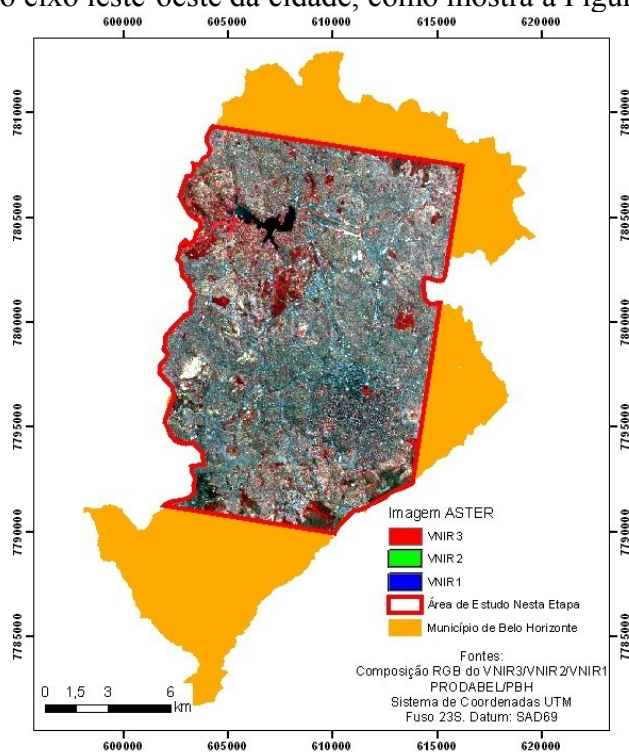 o eixo leste-oeste da cidade, como mostra a Figur
600000 605000 610000 615000 620000
7810000 7810000
7805000 7805000
7800000 7800000
7795000 7795000
7790000 7790000
7785000 7785000
Imagem ASTER
VNIR 3
VNIR 2
VNIR 1
Área de Estudo Nesta Etapa
Município de Belo Horizonte
Fontes:
Composição RGB do VNIR3/VNIR2/VNIR1
PRODABEL/PBH
Sistema de Coordenadas UTM
Fuso 23S. Datum: SAD69
0 1,5 3 6
km
600000 605000 610000 615000 620000